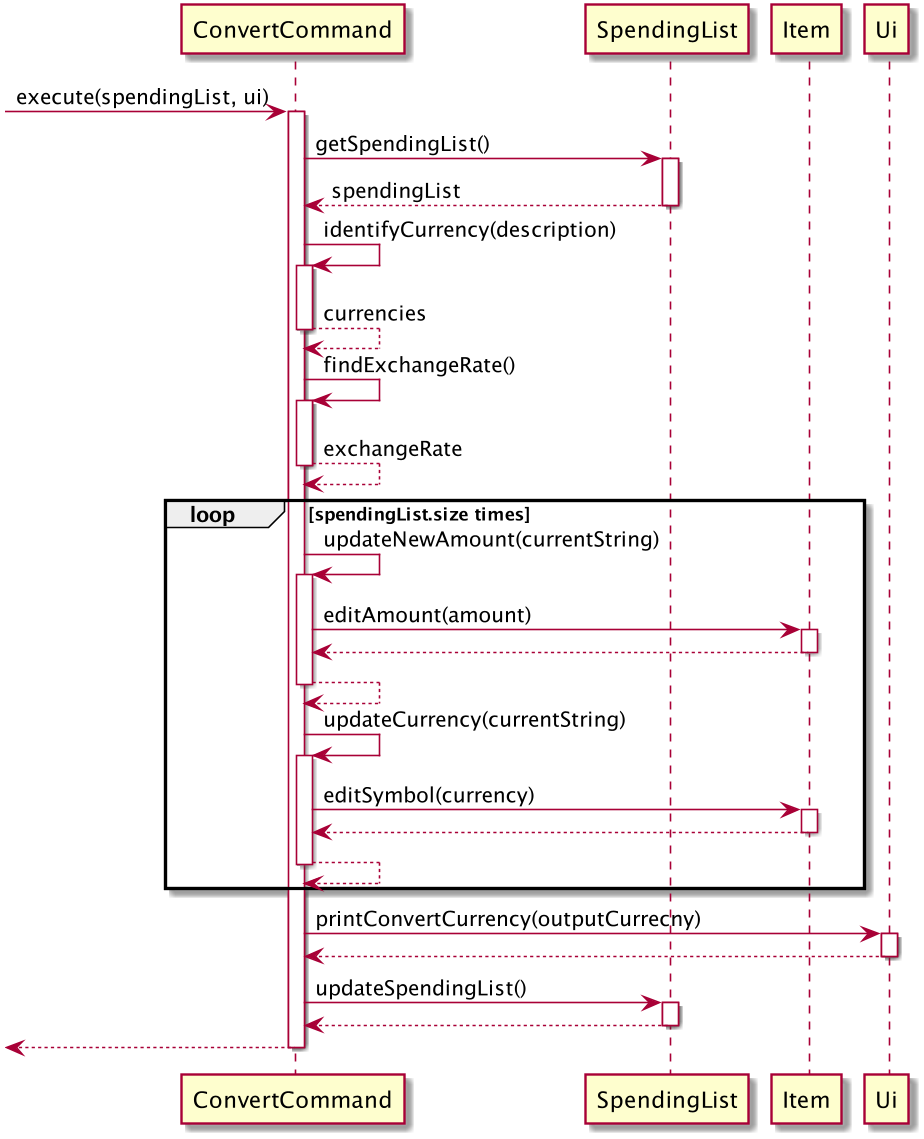 ConvertCommand SpendingList Item Ui
execute(spendingList, ui)
getSpendingList()
spendingList
identifyCurrency(description)
currencies
findExchangeRate()
exchangeRate
loop [spendingList.size times]
updateNewAmount(currentString)
editAmount(amount)
updateCurrency(currentString)
editSymbol(currency)
printConvertCurrency(outputCurrecny)
updateSpendingList()
ConvertCommand SpendingList Item Ui